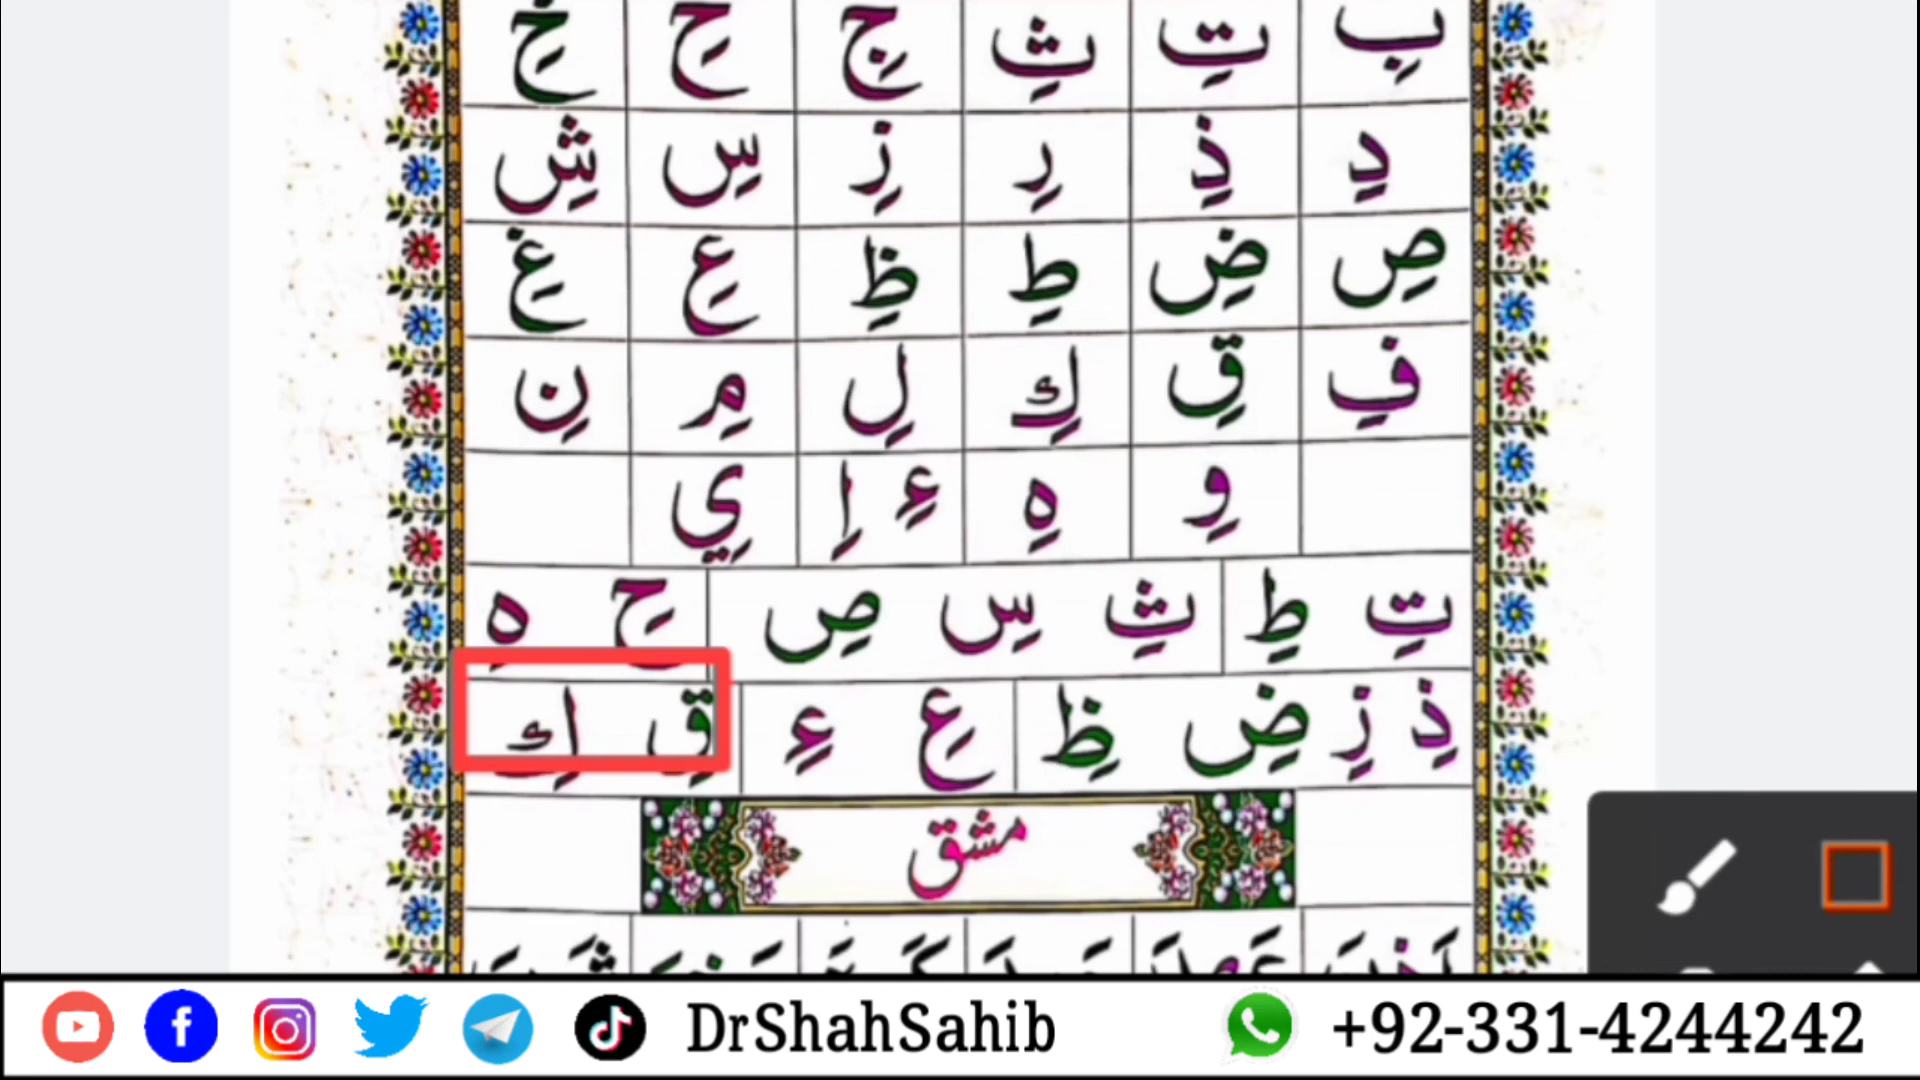 بِ تِ ثِ جِ حِ خِ
دِ ذِ رِ زِ سِ شِ
صِ ضِ طِ ظِ عِ غِ
فِ قِ كِ لِ مِ نِ
وِ هِ ءِ اِ يِ
تِ طِ ثِ سِ صِ حِ هِ
ذِ زِ ضِ ظِ عِ ءِ قِ كِ
مشق
DrShahSahib +92-331-4244242